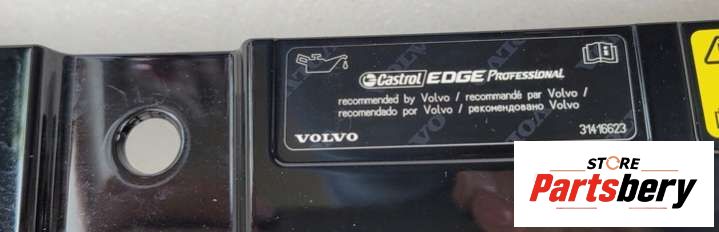 Castrol EDGE PROFESSIONAL
recommended by Volvo / recommandé par Volvo /
recomendado por Volvo / рекомендовано Volvo
VOLVO 31416623
STORE
Partsbery